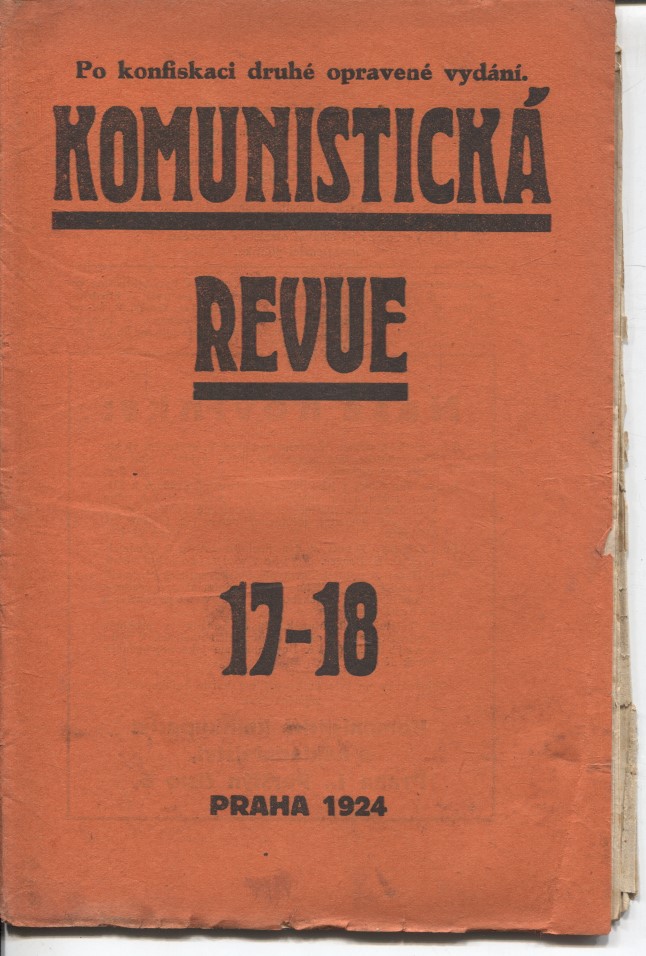 Po konfiskaci druhé opravené vydání.
KOMUNISTICKÁ
REVUE
17-18
PRAHA 1924